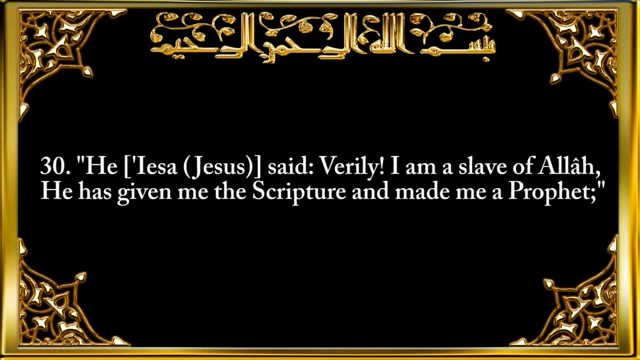 بسم الله الرحمن الرحيم
30. "He ['Iesa (Jesus)] said: Verily! I am a slave of Allâh,
He has given me the Scripture and made me a Prophet;"